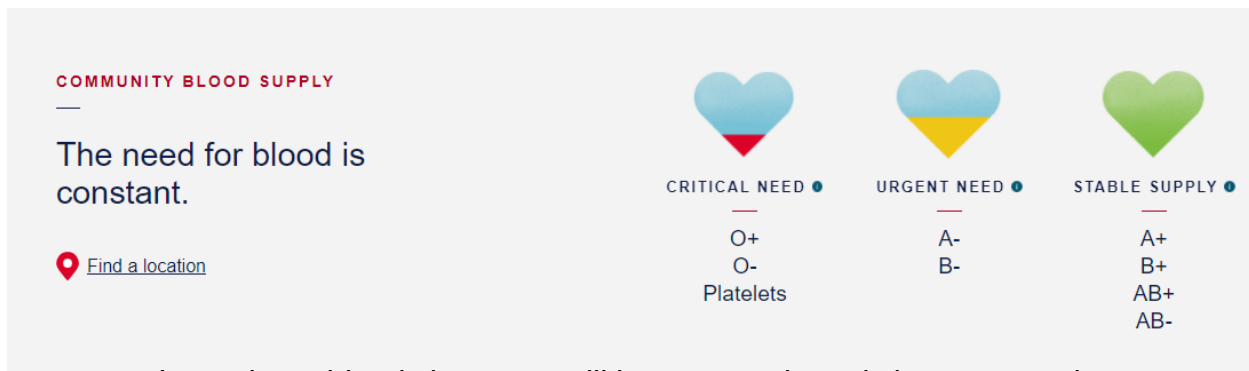 COMMUNITY BLOOD SUPPLY
The need for blood is
constant.
Find a location
CRITICAL NEED
O+
O-
Platelets
URGENT NEED
A-
B-
STABLE SUPPLY
A+
B+
AB+
AB-